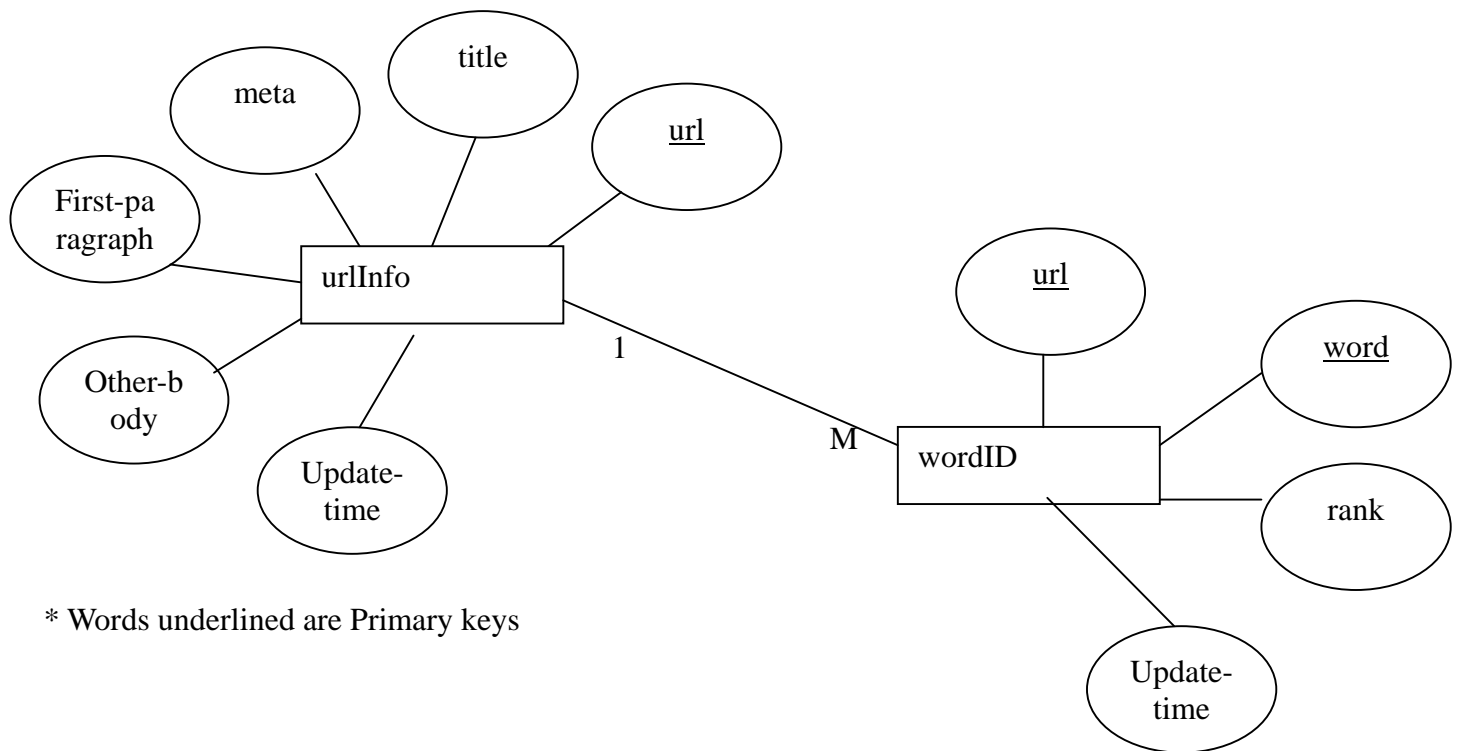 title
meta
url
First-pa
ragraph
urlInfo
url
1
word
Other-b
ody
M
wordID
Update-
time
rank
* Words underlined are Primary keys
Update-
time